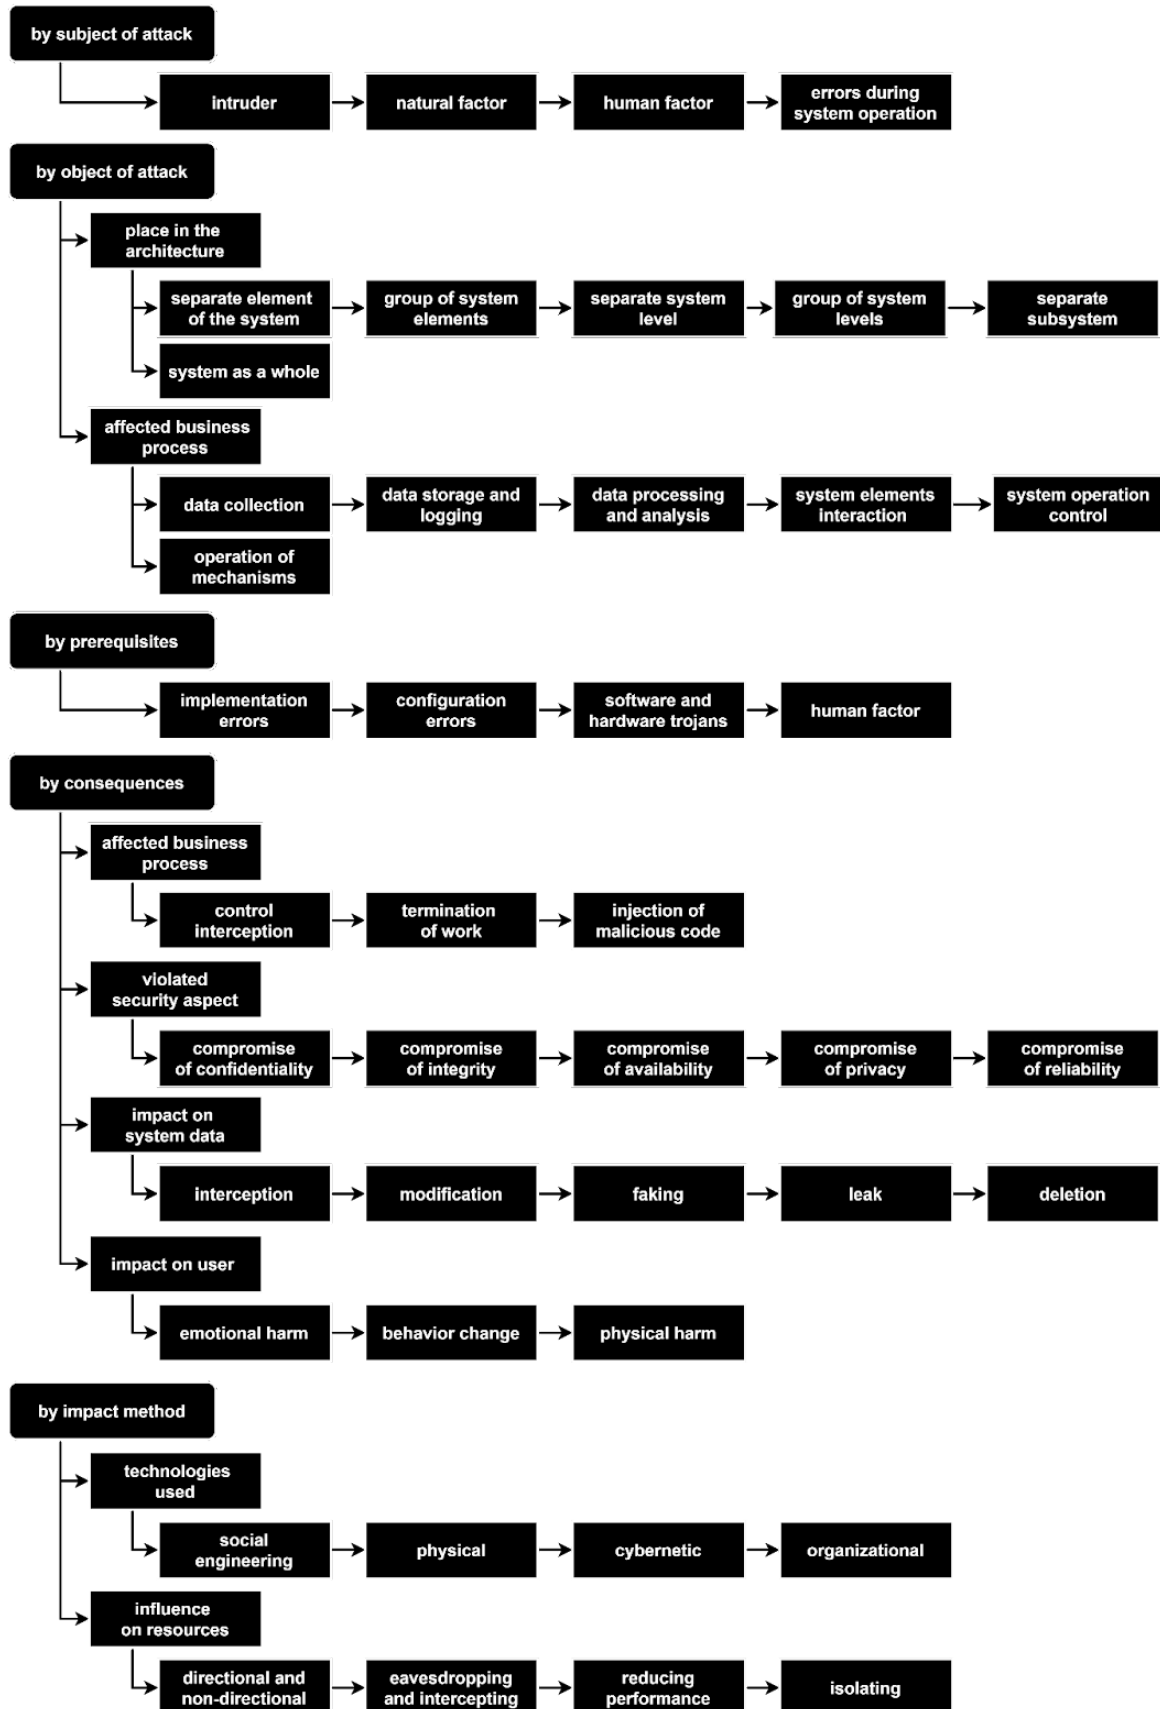 by subject of attack
intruder
natural factor
human factor
errors during
system operation
by object of attack
place in the
architecture
separate element
of the system
group of system
elements
separate system
level
group of system
levels
separate
subsystem
system as a whole
affected business
process
data collection
data storage and
logging
data processing
and analysis
system elements
interaction
system operation
control
operation of
mechanisms
by prerequisites
implementation
errors
configuration
errors
software and
hardware trojans
human factor
by consequences
affected business
process
control
interception
termination
of work
injection of
malicious code
violated
security aspect
compromise
of confidentiality
compromise
of integrity
compromise
of availability
compromise
of privacy
compromise
of reliability
impact on
system data
interception
modification
faking
leak
deletion
impact on user
emotional harm
behavior change
physical harm
by impact method
technologies
used
social
engineering
physical
cybernetic
organizational
influence
on resources
directional and
non-directional
eavesdropping
and intercepting
reducing
performance
isolating